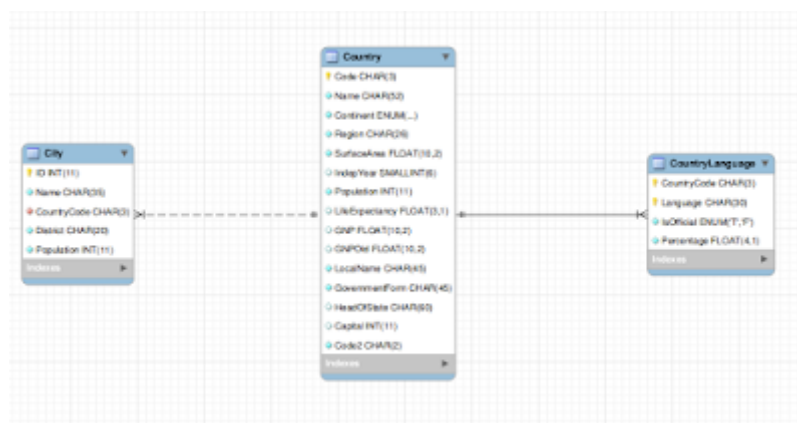 City
ID INT(11)
Name CHAR(35)
CountryCode CHAR(3)
District CHAR(20)
Population INT(11)
Indexes
Country
Code CHAR(3)
Name CHAR(52)
Continent ENUM(...)
Region CHAR(26)
SurfaceArea FLOAT(10,2)
IndepYear SMALLINT(6)
Population INT(11)
LifeExpectancy FLOAT(3,1)
GNP FLOAT(10,2)
GNPOld FLOAT(10,2)
LocalName CHAR(45)
GovernmentForm CHAR(45)
HeadOfState CHAR(60)
Capital INT(11)
Code2 CHAR(2)
Indexes
CountryLanguage
CountryCode CHAR(3)
Language CHAR(30)
IsOfficial ENUM('T','F')
Percentage FLOAT(4,1)
Indexes